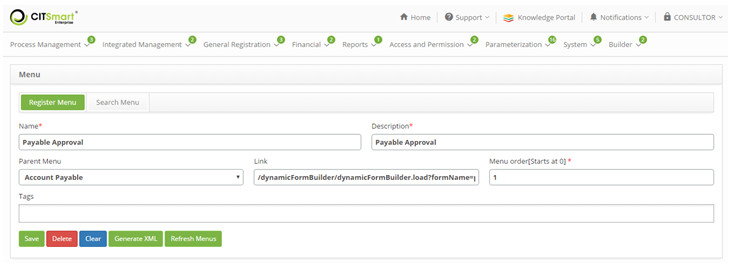 CITSmart
Enterprise
Home
Support
Knowledge Portal
Notifications
CONSULTOR
Process Management 3
Integrated Management 2
General Registration 3
Financial 2
Reports 1
Access and Permission 2
Parameterization
System 5
Builder 2
Menu
Register Menu
Search Menu
Name*
Description*
Payable Approval
Payable Approval
Parent Menu
Link
Menu order[Starts at 0] *
Account Payable
/dynamicFormBuilder/dynamicFormBuilder.load?formName=
1
Tags
Save
Delete
Clear
Generate XML
Refresh Menus